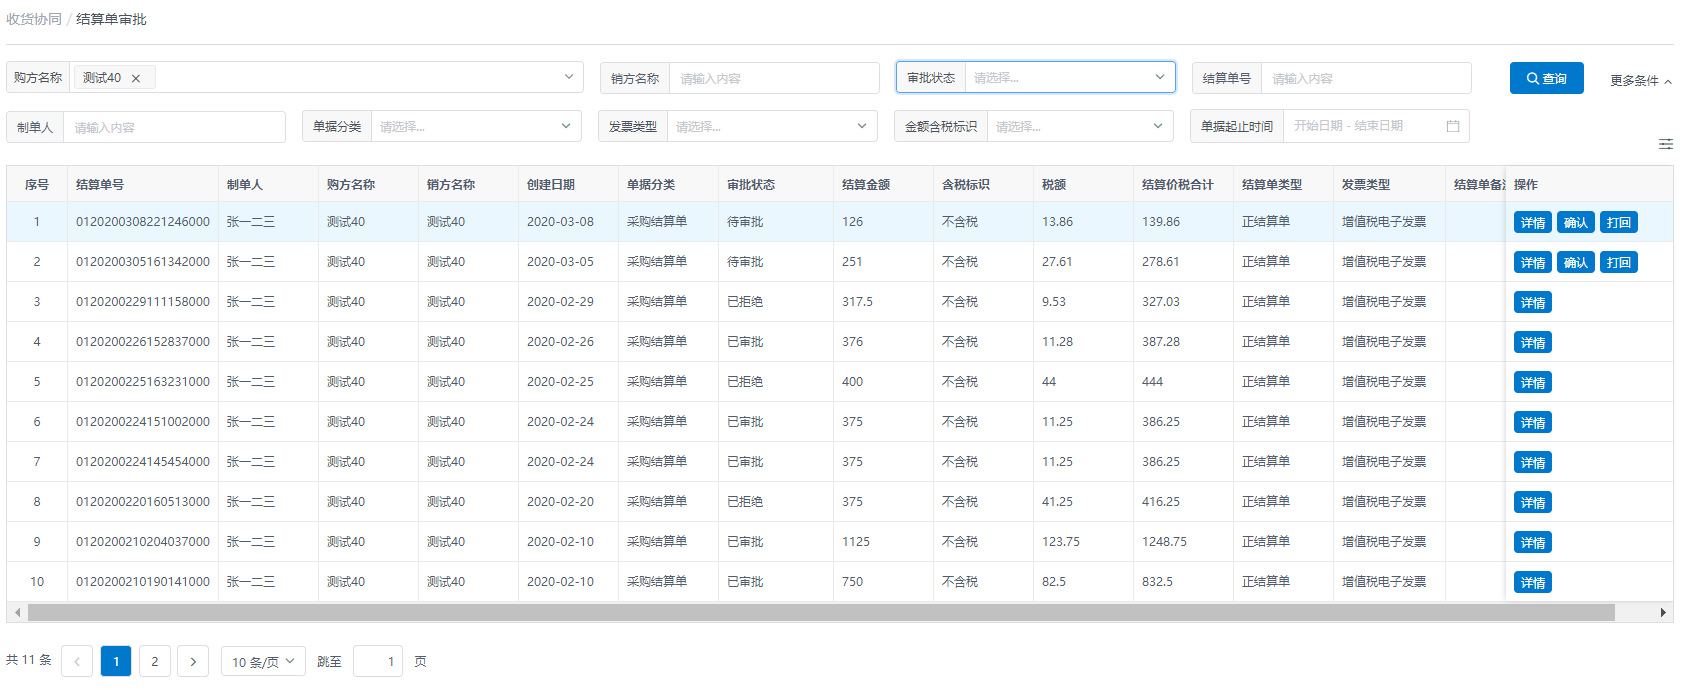 收货协同 / 结算单审批
购方名称 测试40 × 销方名称 请输入内容 审批状态 请选择... 结算单号 请输入内容 查询 更多条件
制单人 请输入内容 单据分类 请选择... 发票类型 请选择... 金额含税标识 请选择... 单据起止时间 开始日期 - 结束日期
序号 结算单号 制单人 购方名称 销方名称 创建日期 单据分类 审批状态 结算金额 含税标识 税额 结算价税合计 结算单类型 发票类型 结算单备 操作
1 0120200308221246000 张一二三 测试40 测试40 2020-03-08 采购结算单 待审批 126 不含税 13.86 139.86 正结算单 增值税电子发票 详情 确认 打回
2 0120200305161342000 张一二三 测试40 测试40 2020-03-05 采购结算单 待审批 251 不含税 27.61 278.61 正结算单 增值税电子发票 详情 确认 打回
3 0120200229111158000 张一二三 测试40 测试40 2020-02-29 采购结算单 已拒绝 317.5 不含税 9.53 327.03 正结算单 增值税电子发票 详情
4 0120200226152837000 张一二三 测试40 测试40 2020-02-26 采购结算单 已审批 376 不含税 11.28 387.28 正结算单 增值税电子发票 详情
5 0120200225163231000 张一二三 测试40 测试40 2020-02-25 采购结算单 已拒绝 400 不含税 44 444 正结算单 增值税电子发票 详情
6 0120200224151002000 张一二三 测试40 测试40 2020-02-24 采购结算单 已审批 375 不含税 11.25 386.25 正结算单 增值税电子发票 详情
7 0120200224145454000 张一二三 测试40 测试40 2020-02-24 采购结算单 已审批 375 不含税 11.25 386.25 正结算单 增值税电子发票 详情
8 0120200220160513000 张一二三 测试40 测试40 2020-02-20 采购结算单 已拒绝 375 不含税 41.25 416.25 正结算单 增值税电子发票 详情
9 0120200210204037000 张一二三 测试40 测试40 2020-02-10 采购结算单 已审批 1125 不含税 123.75 1248.75 正结算单 增值税电子发票 详情
10 0120200210190141000 张一二三 测试40 测试40 2020-02-10 采购结算单 已审批 750 不含税 82.5 832.5 正结算单 增值税电子发票 详情
共 11 条 < 1 2 > 10 条/页 跳至 1 页